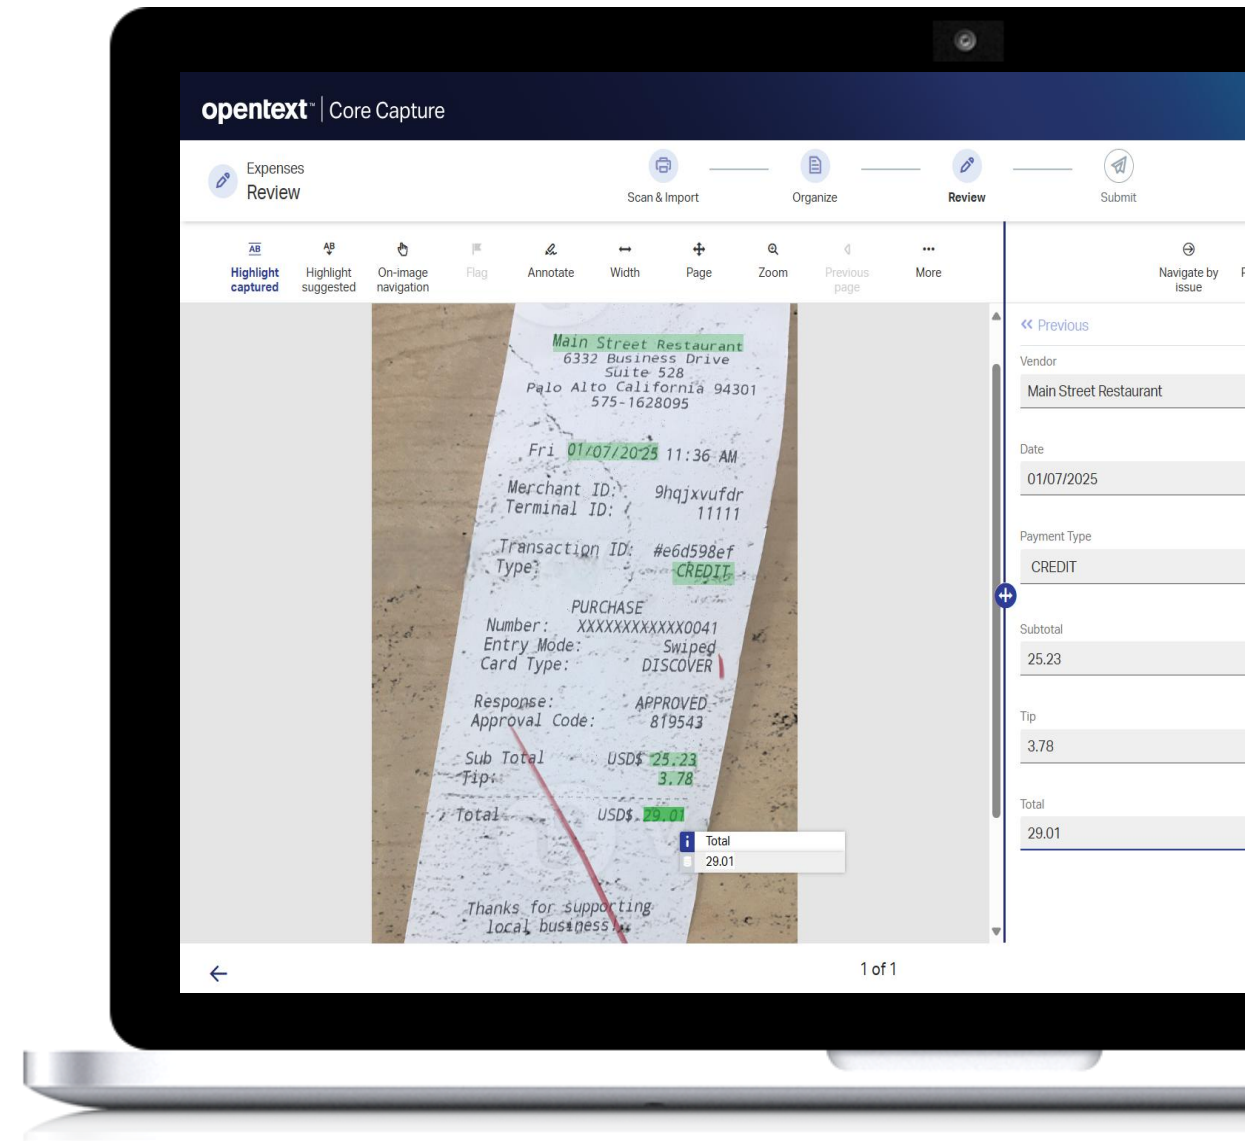 opentext™ | Core Capture
Expenses
Review
Scan & Import
Organize
Review
Submit
AB
Highlight captured
AB
Highlight suggested
On-image navigation
Flag
Annotate
Width
Page
Zoom
Previous page
More
Navigate by issue
Main Street Restaurant
6332 Business Drive
Suite 528
Palo Alto California 94301
575-1628095
Fri 01/07/2025 11:36 AM
Merchant ID: 9hqjxvufdr
Terminal ID: 11111
Transaction ID: #e6d598ef
Type: CREDIT
PURCHASE
Number: XXXXXXXXXXXX0041
Entry Mode: Swiped
Card Type: DISCOVER
Response: APPROVED
Approval Code: 819543
Sub Total USD$ 25.23
Tip: 3.78
Total USD$ 29.01
i Total
29.01
Thanks for supporting
local business!
Previous
Vendor
Main Street Restaurant
Date
01/07/2025
Payment Type
CREDIT
Subtotal
25.23
Tip
3.78
Total
29.01
1 of 1